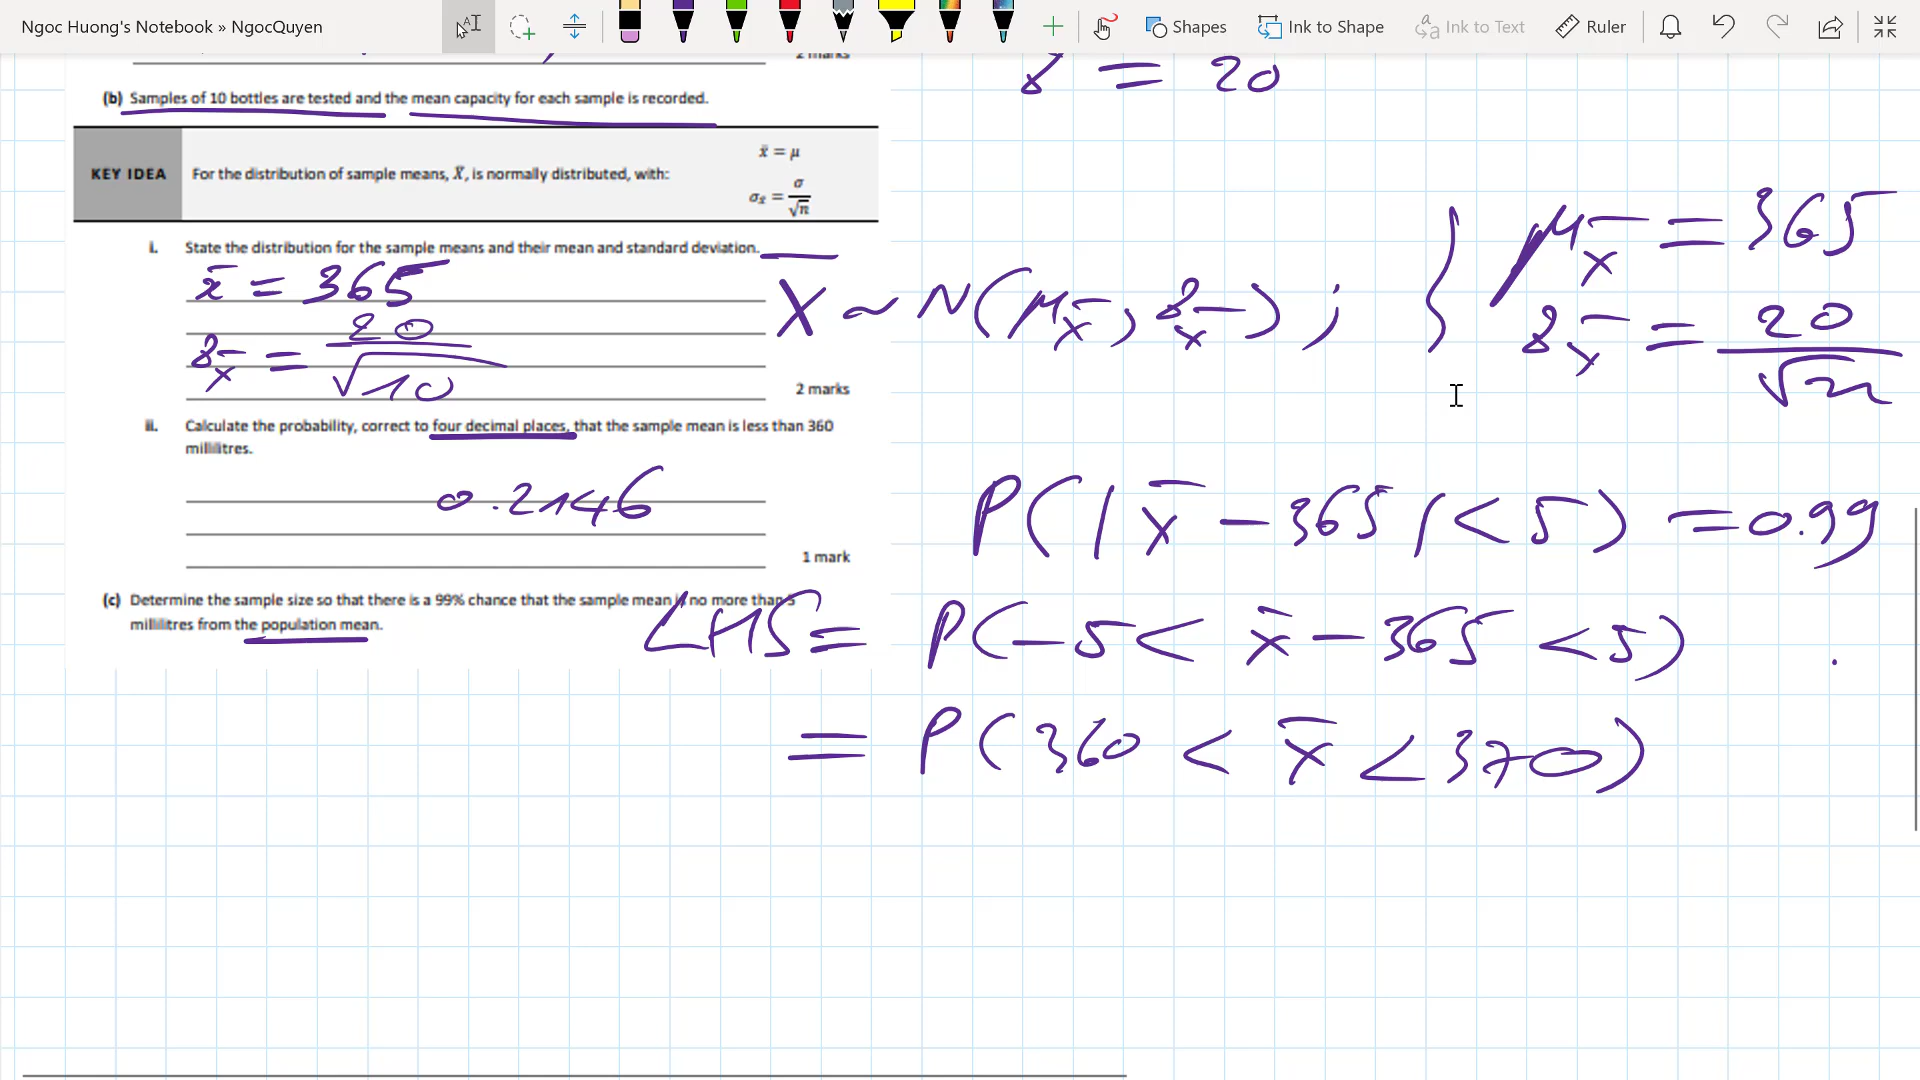 Ngoc Huong's Notebook » NgocQuyen
Shapes
Ink to Shape
Ink to Text
Ruler
2 marks
8 = 20
(b) Samples of 10 bottles are tested and the mean capacity for each sample is recorded.
KEY IDEA
For the distribution of sample means, X̄, is normally distributed, with:
x̄ = μ
σx̄ = σ/√n
i. State the distribution for the sample means and their mean and standard deviation.
x̄ = 365
8x̄ = 20/√10
2 marks
X̄ ~ N(μx̄, 8x̄);
μx̄ = 365
8x̄ = 20/√n
ii. Calculate the probability, correct to four decimal places, that the sample mean is less than 360
millilitres.
0.2146
1 mark
(c) Determine the sample size so that there is a 99% chance that the sample mean is no more than 5
millilitres from the population mean.
P(|x̄ - 365| < 5) = 0.99
LHS = P(-5 < x̄ - 365 < 5)
= P(360 < x̄ < 370)